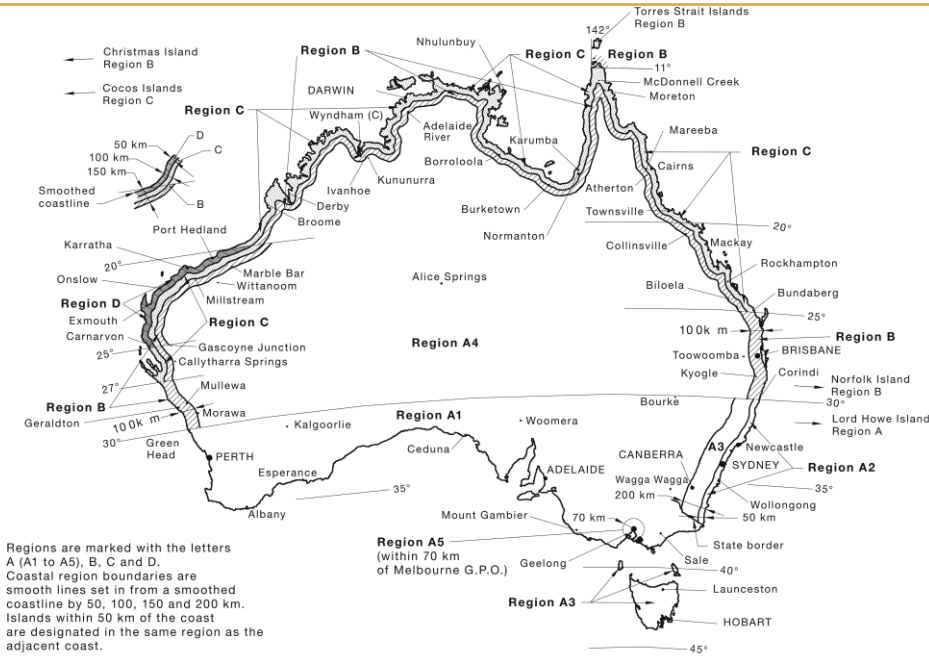 Torres Strait Islands
Region B
142°
Christmas Island
Region B
Nhulunbuy
Region B
Region C
Region B
11°
McDonnell Creek
Moreton
Cocos Islands
Region C
DARWIN
Region C
Wyndham (C)
Adelaide
River
Karumba
Mareeba
D
50 km
C
100 km
150 km
Borroloola
Region C
Cairns
Smoothed
coastline
B
Ivanhoe
Kununurra
Atherton
Derby
Burketown
Townsville
Broome
Port Hedland
Normanton
20°
Collinsville
Mackay
Karratha
20°
Marble Bar
Wittanoom
Alice Springs
Rockhampton
Onslow
Millstream
Biloela
Bundaberg
Region D
Exmouth
Region C
25°
Carnarvon
100k m
Region B
Gascoyne Junction
Region A4
Toowoomba
BRISBANE
25°
Callytharra Springs
Kyogle
Corindi
27°
Mullewa
Norfolk Island
Region B
Region B
Bourke
30°
Geraldton
100k m
Morawa
Region A1
Lord Howe Island
Region A
30°
Kalgoorlie
Woomera
Green
Head
Ceduna
A3
Newcastle
PERTH
CANBERRA
SYDNEY
Esperance
ADELAIDE
Region A2
Wagga Wagga
35°
35°
200 km
Wollongong
Albany
Mount Gambier
70 km
50 km
Region A5
(within 70 km
of Melbourne G.P.O.)
State border
Geelong
Sale
40°
Launceston
Region A3
HOBART
45°
Regions are marked with the letters
A (A1 to A5), B, C and D.
Coastal region boundaries are
smooth lines set in from a smoothed
coastline by 50, 100, 150 and 200 km.
Islands within 50 km of the coast
are designated in the same region as the
adjacent coast.